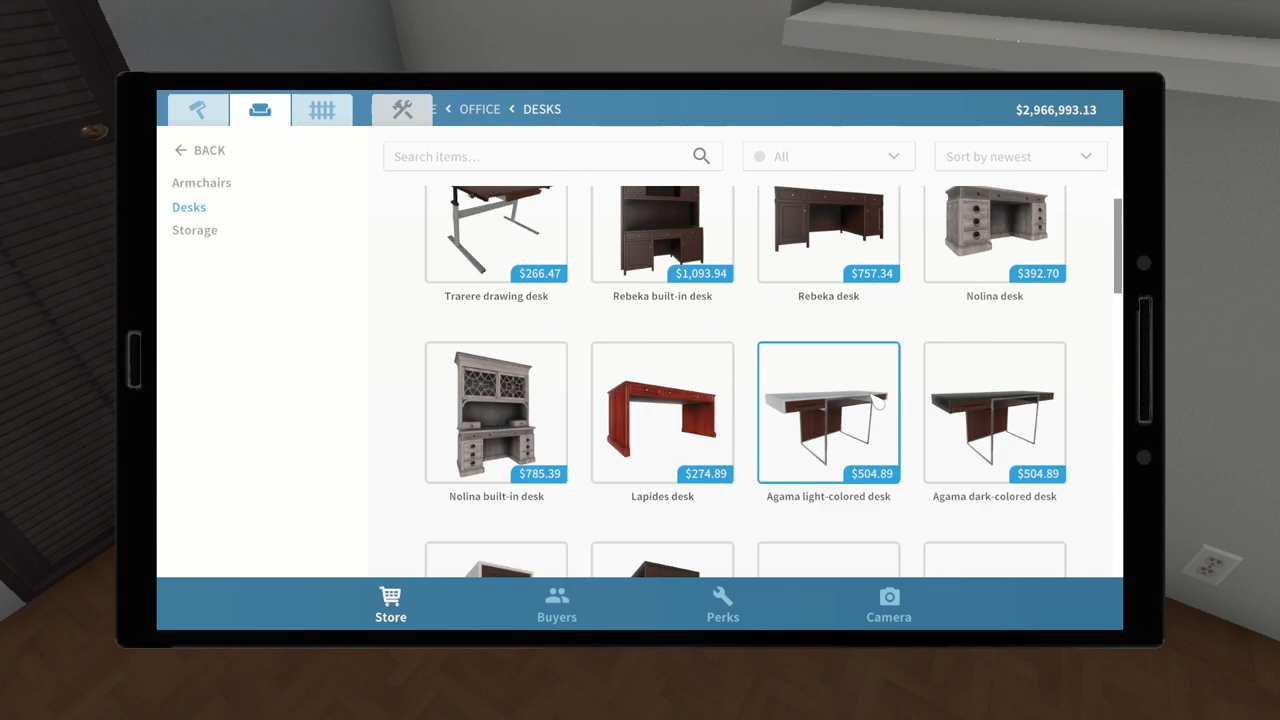 E < OFFICE < DESKS
$2,966,993.13
BACK
Armchairs
Desks
Storage
Search items...
All
Sort by newest
$266.47
$1,093.94
$757.34
$392.70
Trarere drawing desk
Rebeka built-in desk
Rebeka desk
Nolina desk
$785.39
$274.89
$504.89
$504.89
Nolina built-in desk
Lapides desk
Agama light-colored desk
Agama dark-colored desk
Store
Buyers
Perks
Camera